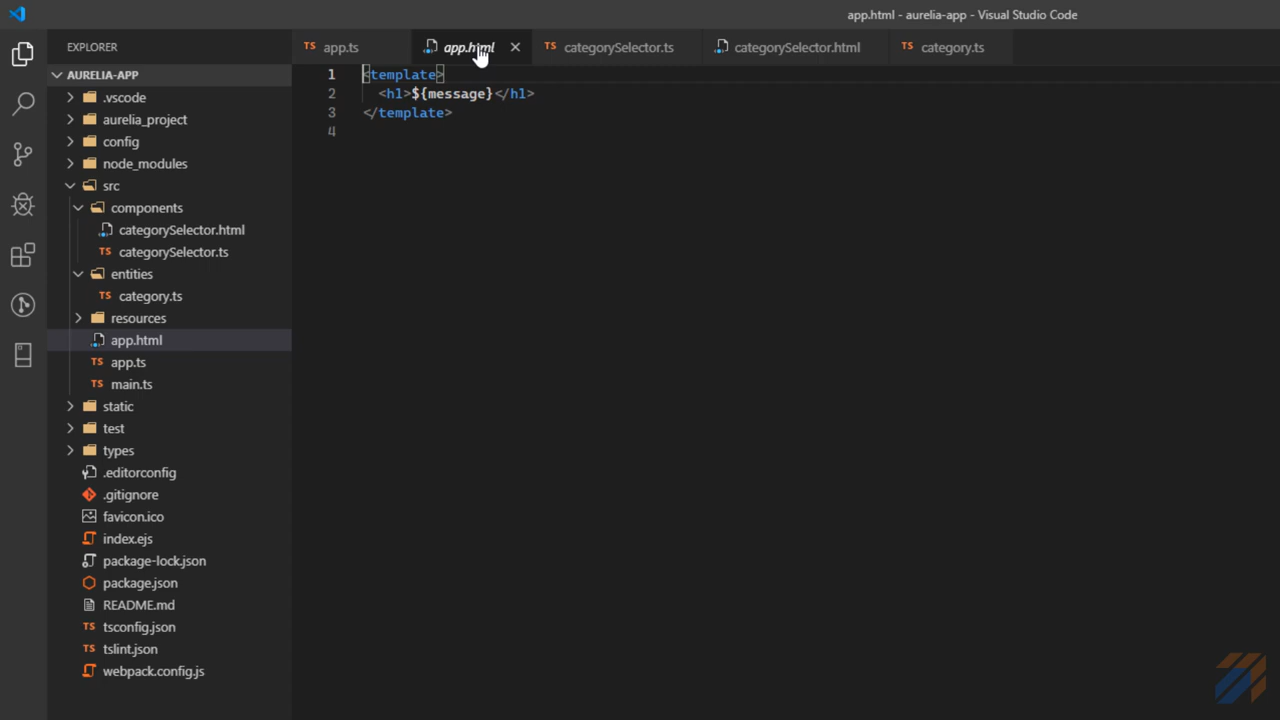 app.html - aurelia-app - Visual Studio Code
EXPLORER
TS app.ts
app.html
TS categorySelector.ts
categorySelector.html
TS category.ts
AURELIA-APP
.vscode
aurelia_project
config
node_modules
src
components
categorySelector.html
TS categorySelector.ts
entities
TS category.ts
resources
app.html
TS app.ts
TS main.ts
static
test
types
.editorconfig
.gitignore
favicon.ico
index.ejs
package-lock.json
package.json
README.md
TS tsconfig.json
TS tslint.json
webpack.config.js
1 <template>
2 <h1>${message}</h1>
3 </template>
4